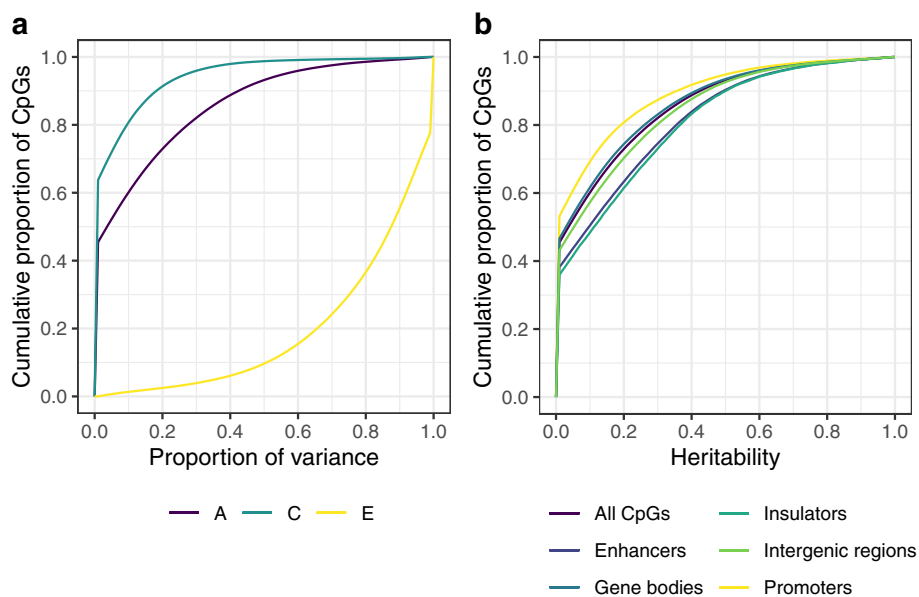 a
Cumulative proportion of CpGs
1.0
0.8
0.6
0.4
0.2
0.0
0.0 0.2 0.4 0.6 0.8 1.0
Proportion of variance
A C E
b
Cumulative proportion of CpGs
1.0
0.8
0.6
0.4
0.2
0.0
0.0 0.2 0.4 0.6 0.8 1.0
Heritability
All CpGs
Enhancers
Gene bodies
Insulators
Intergenic regions
Promoters